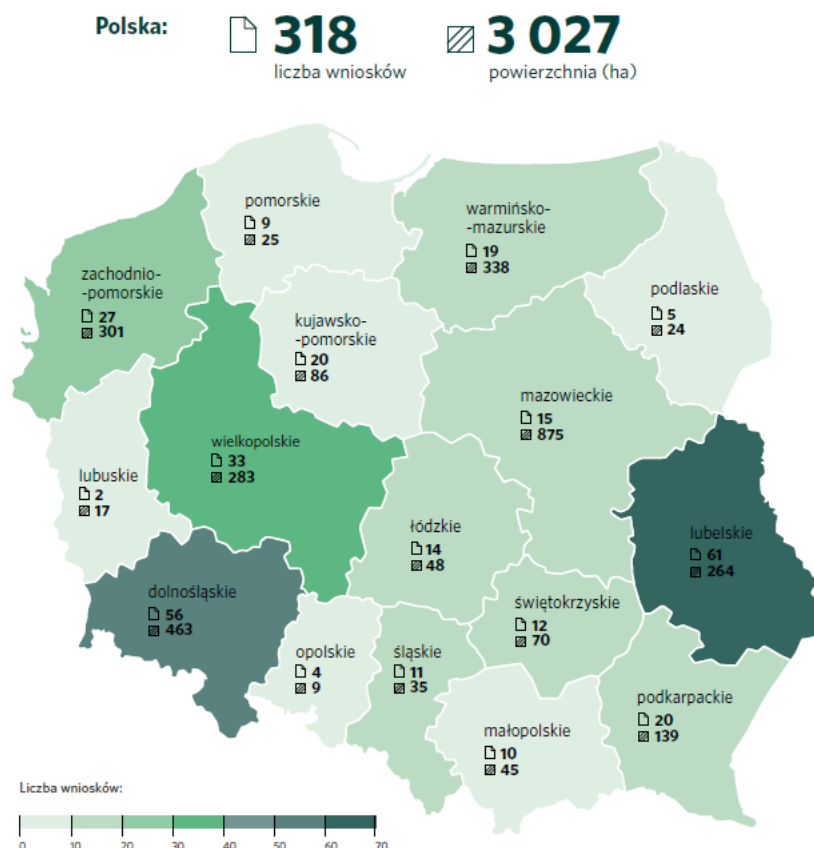 Polska:
318
liczba wniosków
3 027
powierzchnia (ha)
pomorskie
9
25
warmińsko-
-mazurskie
19
338
zachodnio-
-pomorskie
27
301
podlaskie
5
24
kujawsko-
-pomorskie
20
86
mazowieckie
15
875
wielkopolskie
33
283
lubuskie
2
17
łódzkie
14
48
lubelskie
61
264
dolnośląskie
56
463
świętokrzyskie
12
70
opolskie
4
9
śląskie
11
35
podkarpackie
20
139
małopolskie
10
45
Liczba wniosków:
0 10 20 30 40 50 60 70